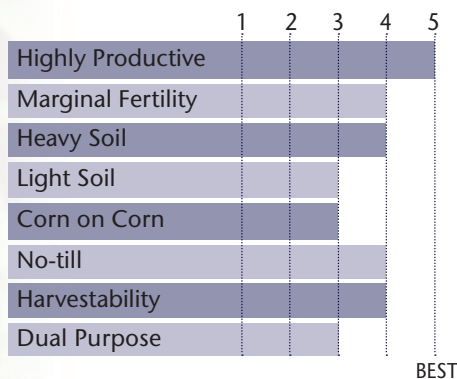 1 2 3 4 5
Highly Productive
Marginal Fertility
Heavy Soil
Light Soil
Corn on Corn
No-till
Harvestability
Dual Purpose
BEST